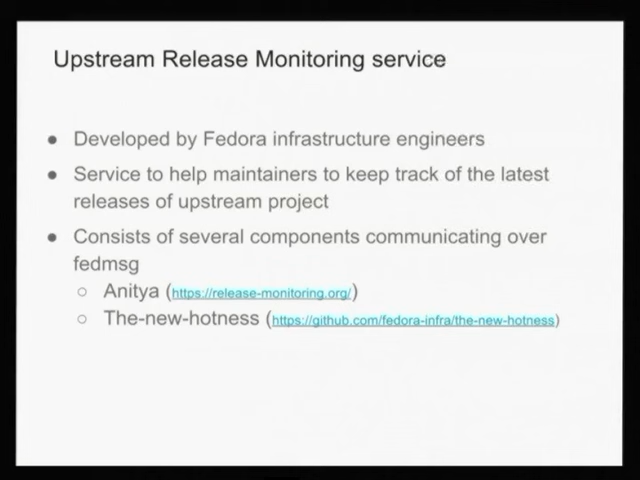 Upstream Release Monitoring service
● Developed by Fedora infrastructure engineers
● Service to help maintainers to keep track of the latest
releases of upstream project
● Consists of several components communicating over
fedmsg
○ Anitya (https://release-monitoring.org/)
○ The-new-hotness (https://github.com/fedora-infra/the-new-hotness)